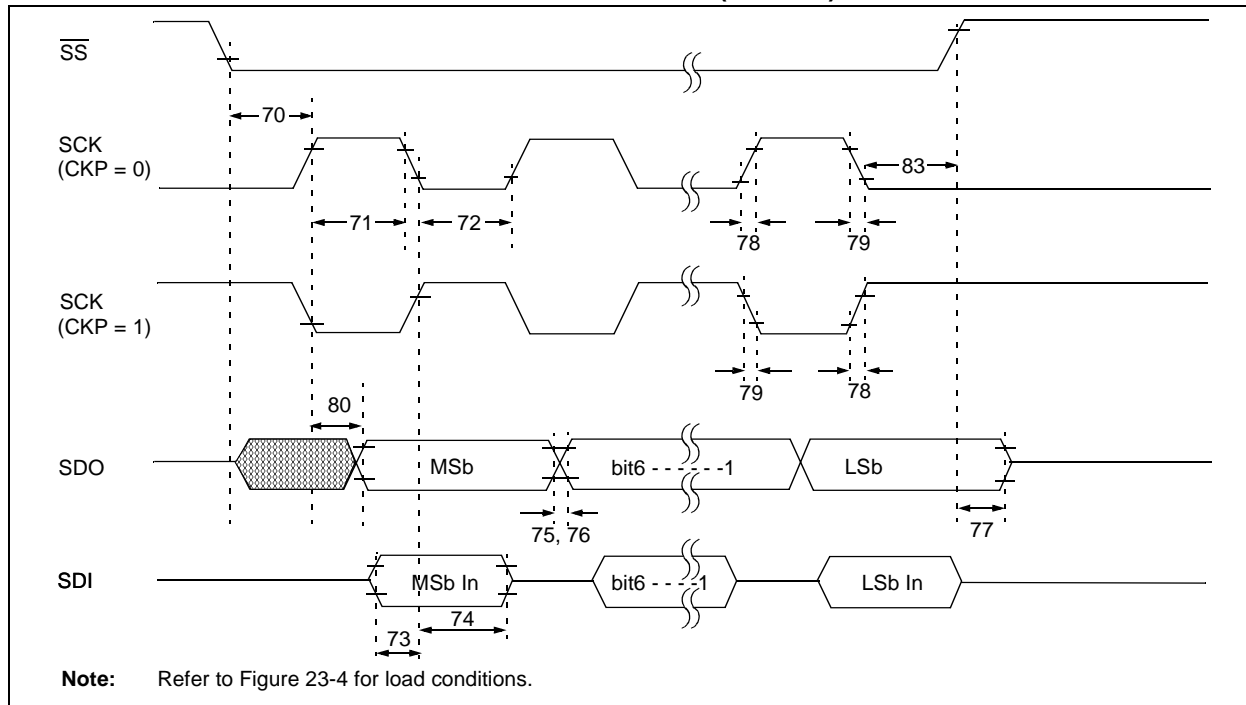 SS
70
SCK
(CKP = 0)
83
71
72
78
79
SCK
(CKP = 1)
79
78
80
SDO
MSb
bit6 - - - - - -1
LSb
75, 76
77
SDI
MSb In
bit6 - - - -1
LSb In
74
73
Note: Refer to Figure 23-4 for load conditions.